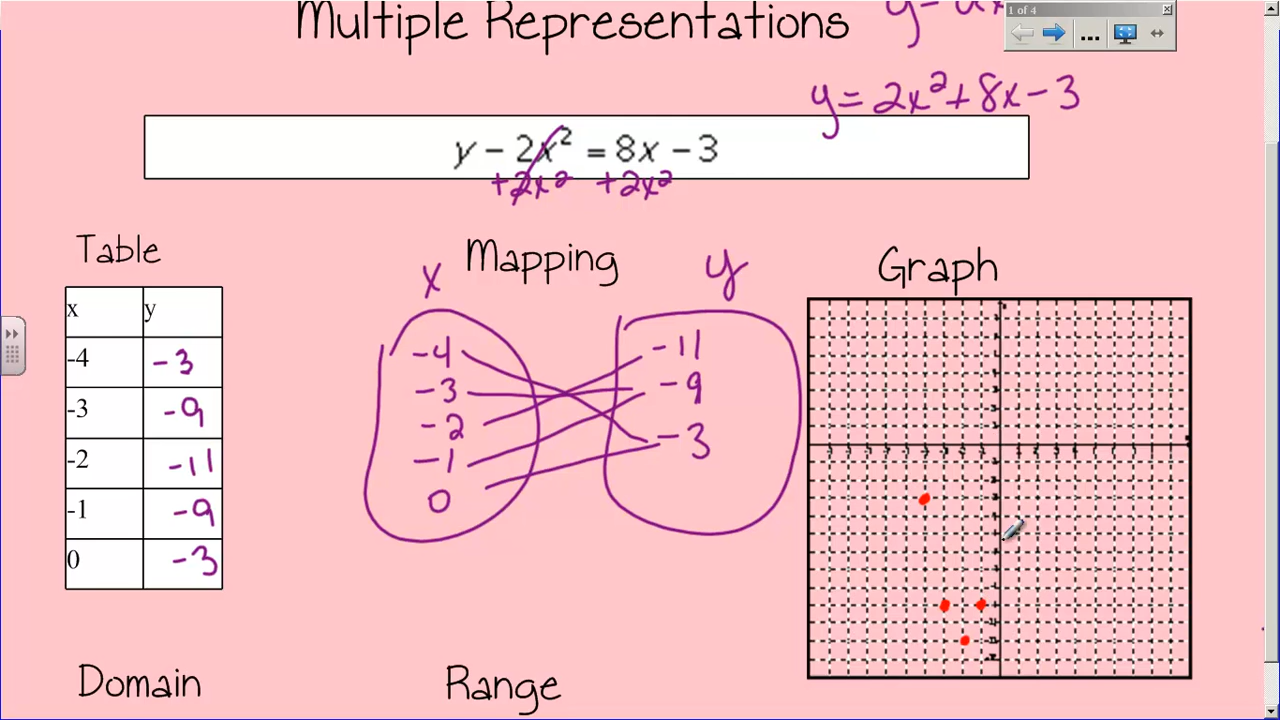 Multiple Representations
1 of 4
y = 2x² + 8x - 3
y - 2x² = 8x - 3
+2x² +2x²
Table
x y
-4 -3
-3 -9
-2 -11
-1 -9
0 -3
Mapping
x y
-4 -11
-3 -9
-2 -3
-1
0
Graph
Domain Range